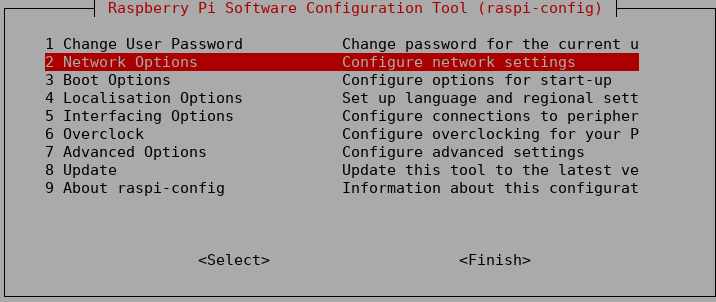 Raspberry Pi Software Configuration Tool (raspi-config)
1 Change User Password Change password for the current u
2 Network Options Configure network settings
3 Boot Options Configure options for start-up
4 Localisation Options Set up language and regional sett
5 Interfacing Options Configure connections to peripher
6 Overclock Configure overclocking for your P
7 Advanced Options Configure advanced settings
8 Update Update this tool to the latest ve
9 About raspi-config Information about this configurat
<Select> <Finish>